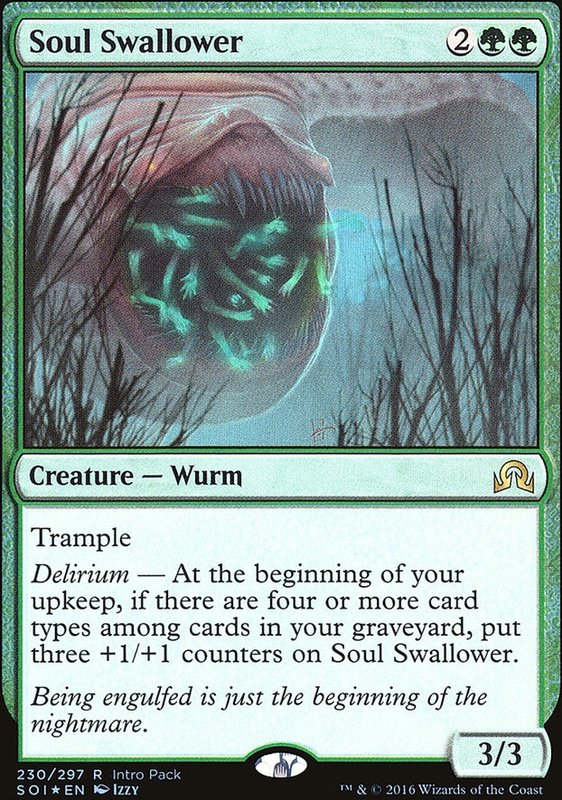 Soul Swallower 2
Creature — Wurm
Trample
Delirium — At the beginning of your
upkeep, if there are four or more card
types among cards in your graveyard, put
three +1/+1 counters on Soul Swallower.
Being engulfed is just the beginning of the
nightmare.
3/3
230/297 R Intro Pack
SOI★EN Izzy
™ & © 2016 Wizards of the Coast